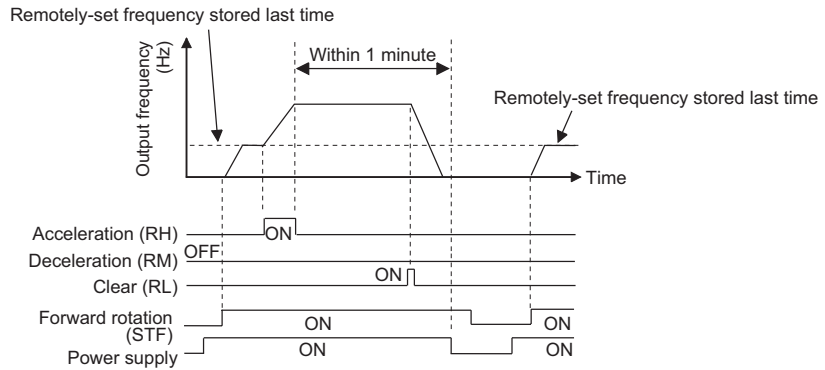 Remotely-set frequency stored last time
Output frequency
(Hz)
Within 1 minute
Remotely-set frequency stored last time
Time
Acceleration (RH)
ON
Deceleration (RM)
OFF
Clear (RL)
ON
Forward rotation
(STF)
ON
ON
Power supply
ON
ON